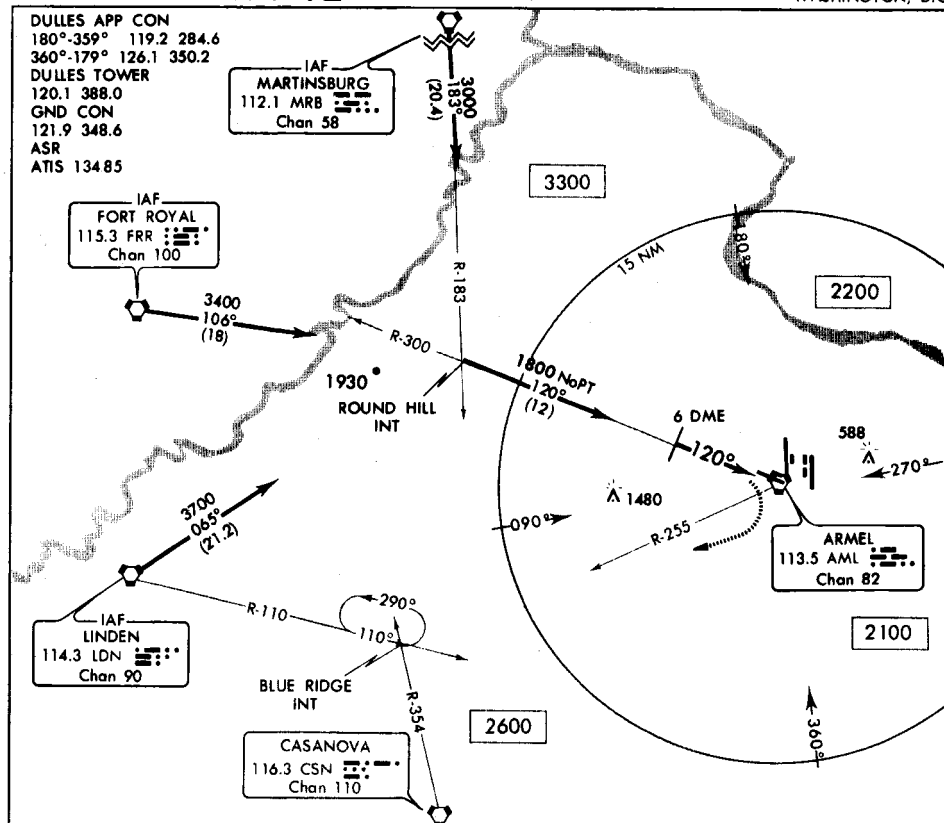 DULLES APP CON
180°-359° 119.2 284.6
360°-179° 126.1 350.2
DULLES TOWER
120.1 388.0
GND CON
121.9 348.6
ASR
ATIS 134.85
IAF
MARTINSBURG
112.1 MRB
Chan 58
3000
183°
(20.4)
3300
IAF
FORT ROYAL
115.3 FRR
Chan 100
15 NM
180°
2200
3400
106°
(18)
R-183
R-300
1930
ROUND HILL
INT
1800 NoPT
120°
(12)
6 DME
120°
588
270°
1480
090°
R-255
ARMEL
113.5 AML
Chan 82
3700
065°
(21.2)
IAF
LINDEN
114.3 LDN
Chan 90
R-110
290°
110°
BLUE RIDGE
INT
R-354
2100
2600
360°
CASANOVA
116.3 CSN
Chan 110